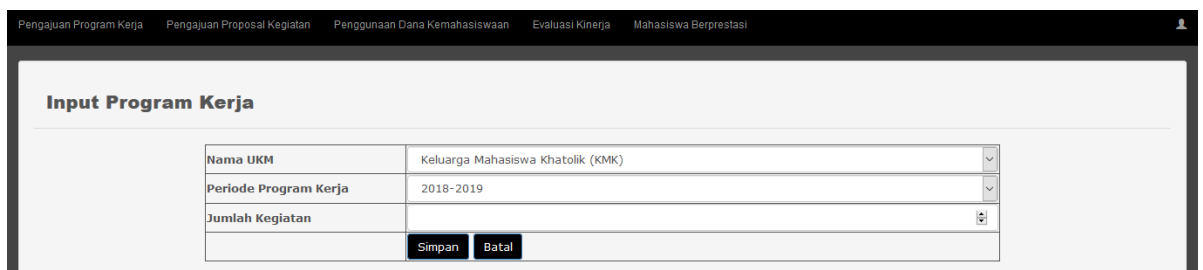 Pengajuan Program Kerja Pengajuan Proposal Kegiatan Penggunaan Dana Kemahasiswaan Evaluasi Kinerja Mahasiswa Berprestasi
Input Program Kerja
Nama UKM Keluarga Mahasiswa Khatolik (KMK)
Periode Program Kerja 2018-2019
Jumlah Kegiatan
Simpan Batal